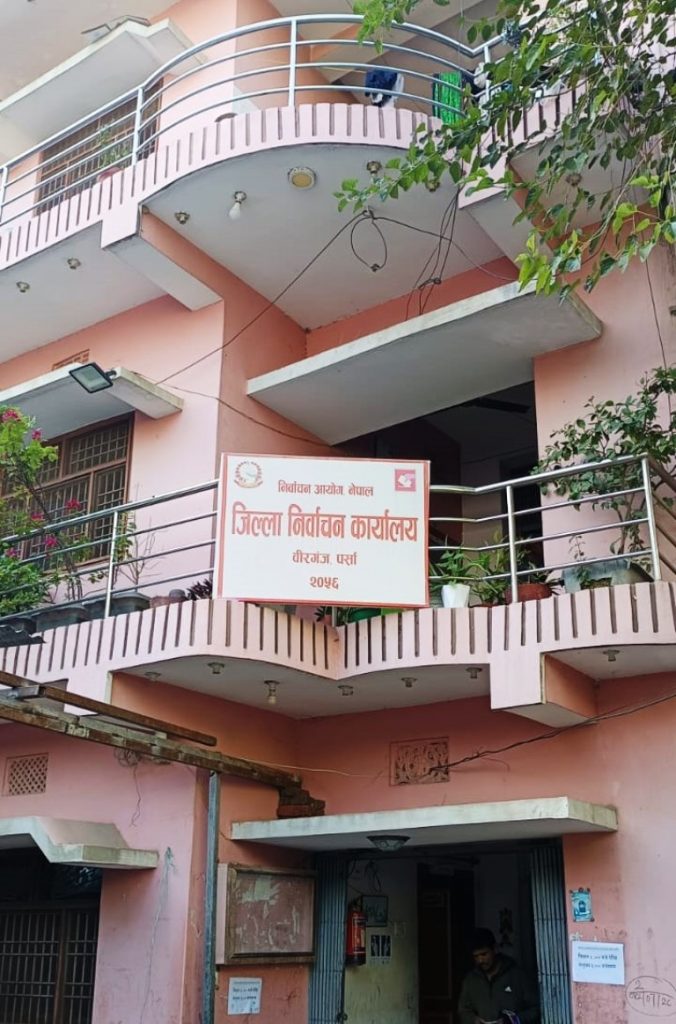 निर्वाचन आयोग, नेपाल
जिल्ला निर्वाचन कार्यालय
वीरगंज, पर्सा
२०५६